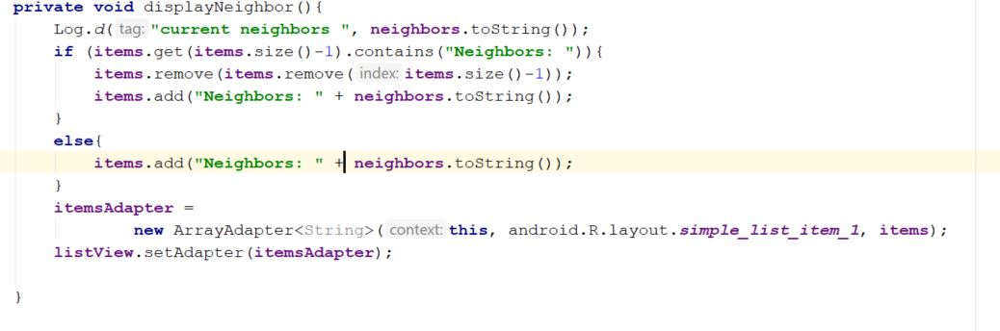 private void displayNeighbor(){
    Log.d( tag: "current neighbors ", neighbors.toString());
    if (items.get(items.size()-1).contains("Neighbors: ")){
        items.remove(items.remove( index: items.size()-1));
        items.add("Neighbors: " + neighbors.toString());
    }
    else{
        items.add("Neighbors: " + neighbors.toString());
    }
    itemsAdapter =
            new ArrayAdapter<String>( context: this, android.R.layout.simple_list_item_1, items);
    listView.setAdapter(itemsAdapter);
}